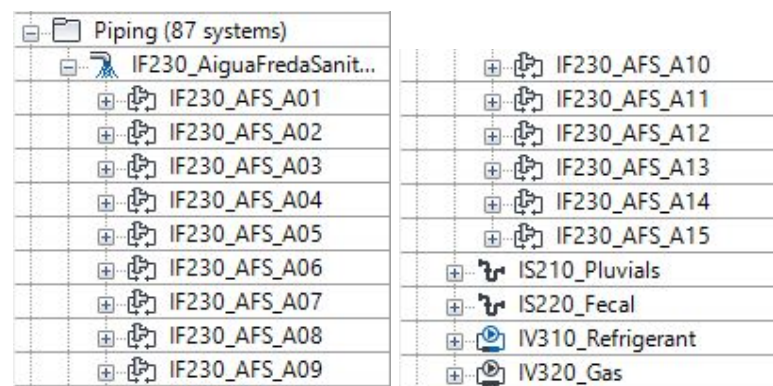 Piping (87 systems)
IF230_AiguaFredaSanit...
IF230_AFS_A01
IF230_AFS_A02
IF230_AFS_A03
IF230_AFS_A04
IF230_AFS_A05
IF230_AFS_A06
IF230_AFS_A07
IF230_AFS_A08
IF230_AFS_A09
IF230_AFS_A10
IF230_AFS_A11
IF230_AFS_A12
IF230_AFS_A13
IF230_AFS_A14
IF230_AFS_A15
IS210_Pluvials
IS220_Fecal
IV310_Refrigerant
IV320_Gas